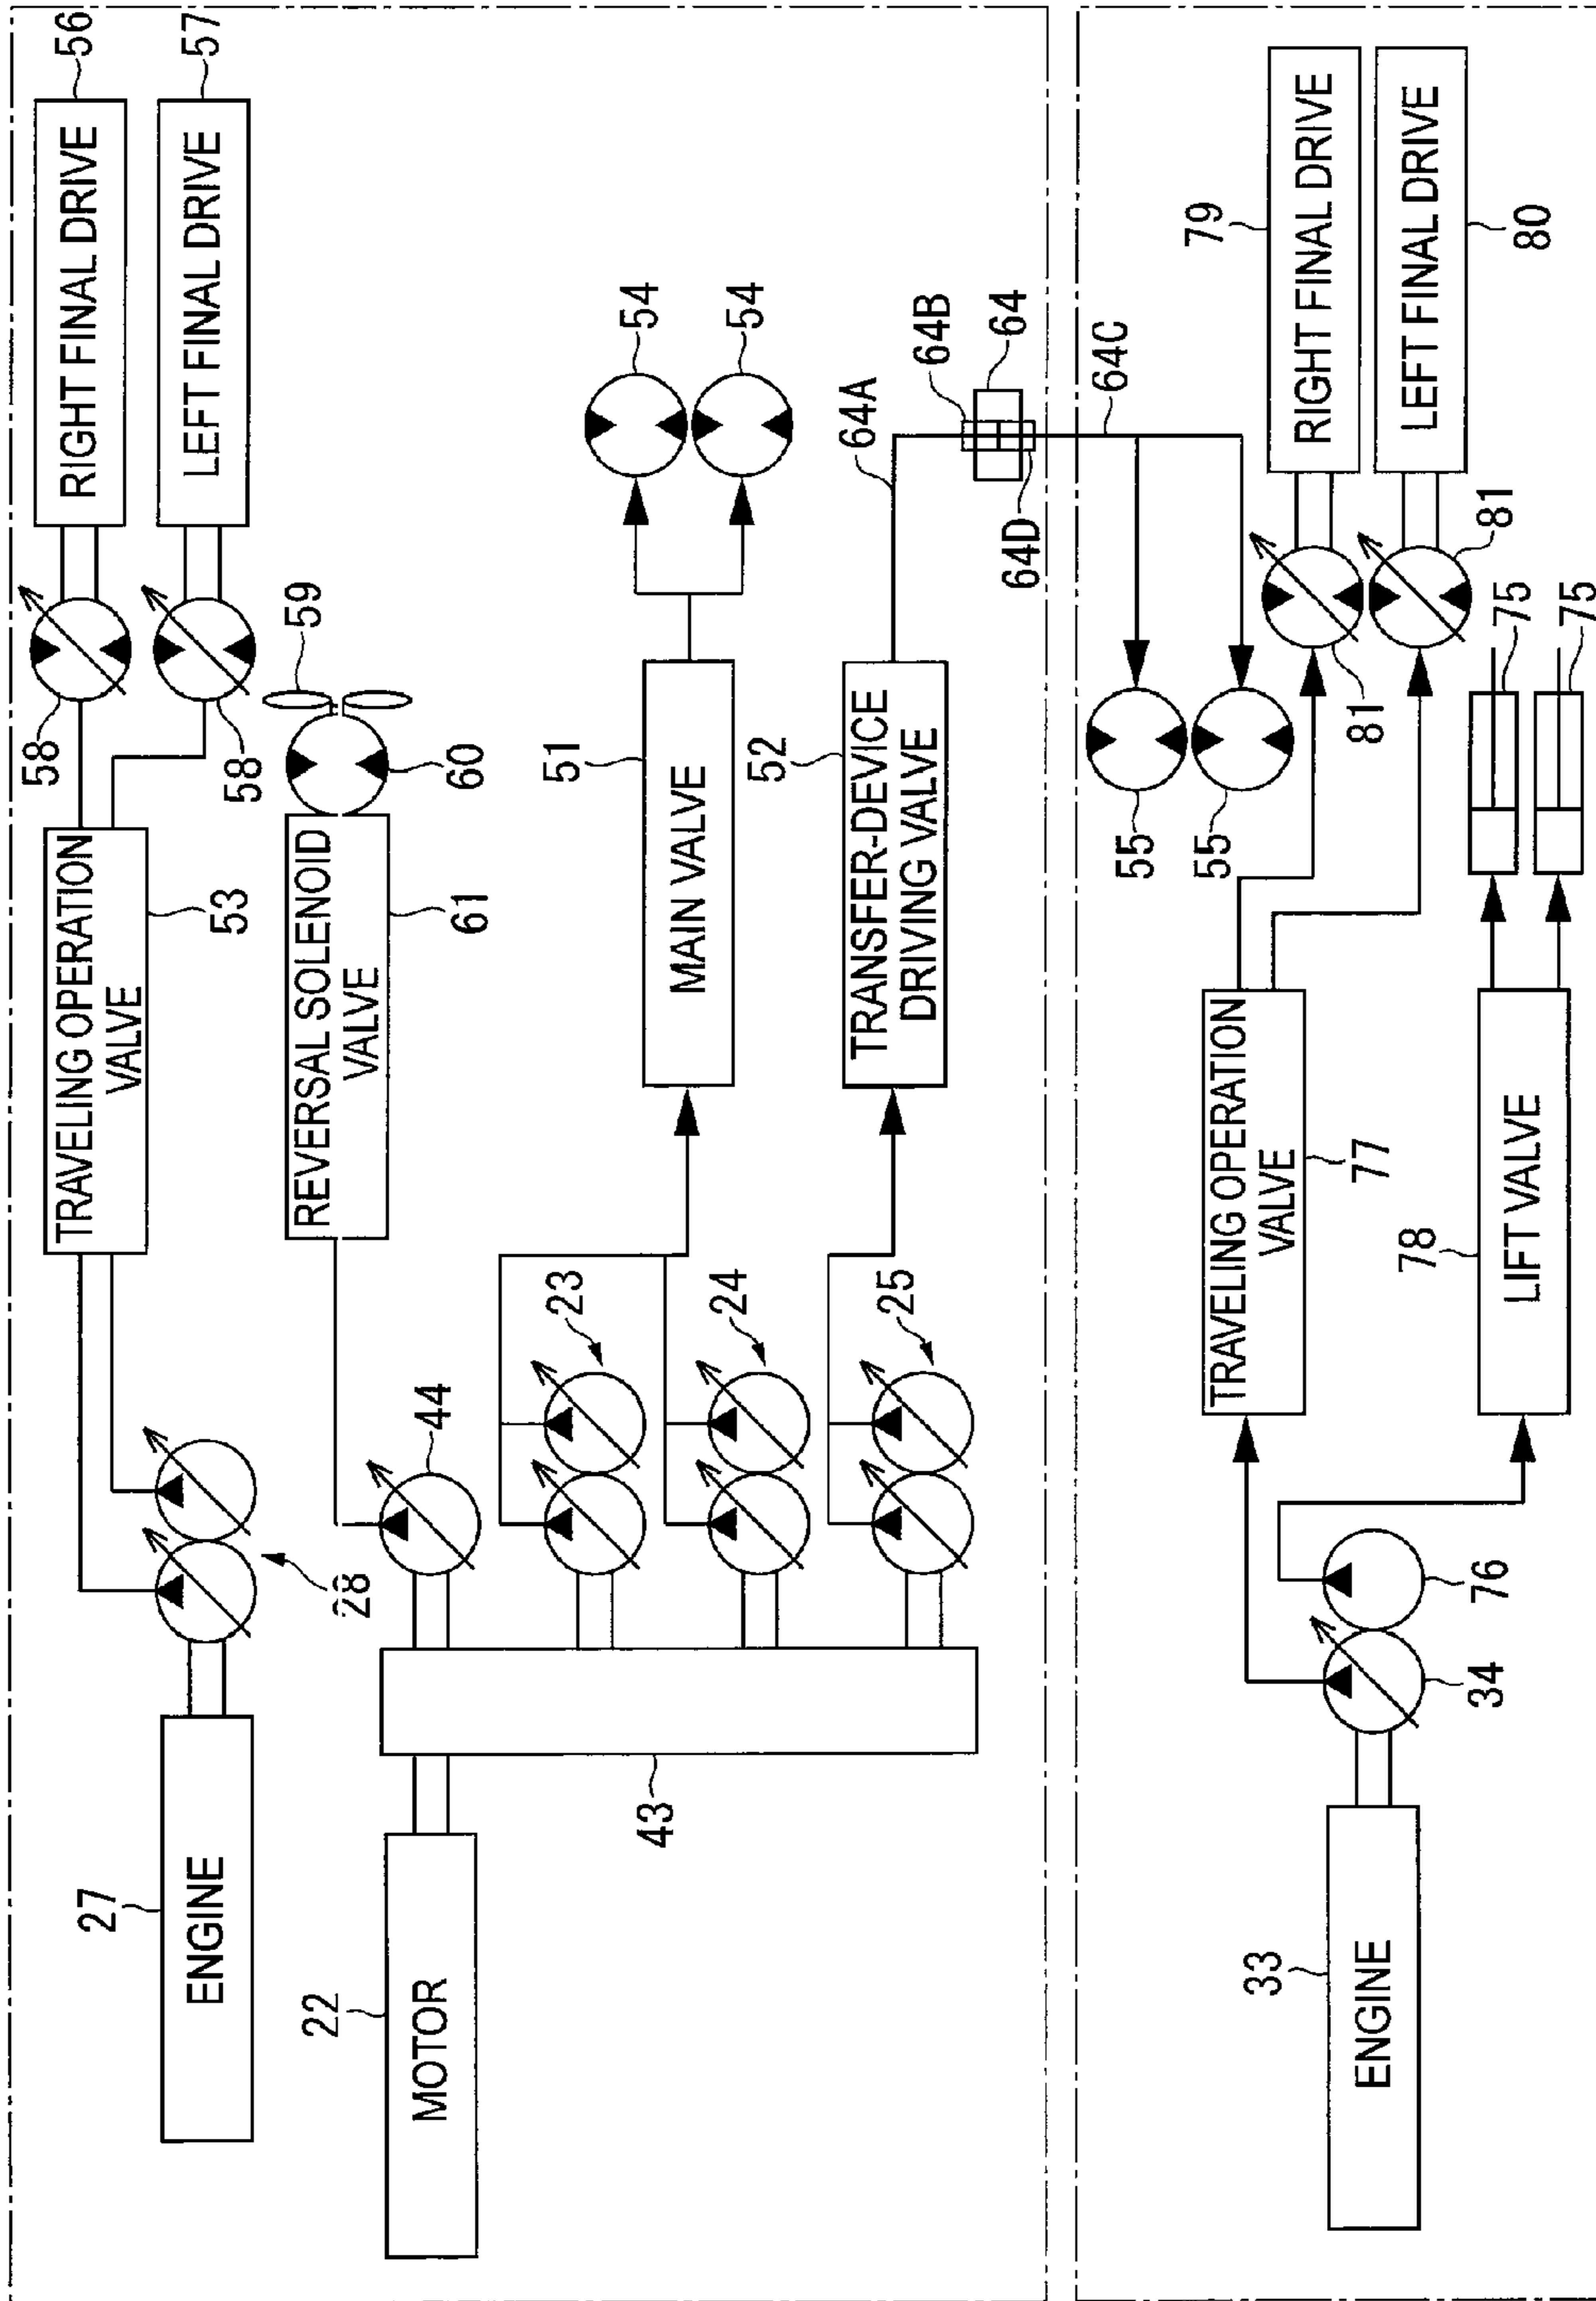 56
RIGHT FINAL DRIVE
57
LEFT FINAL DRIVE
58
58
59
60
TRAVELING OPERATION
VALVE
53
REVERSAL SOLENOID
VALVE
61
28
27
ENGINE
54
54
51
MAIN VALVE
52
TRANSFER-DEVICE
DRIVING VALVE
64A
64B
64
64D
64C
44
23
24
25
43
22
MOTOR
79
RIGHT FINAL DRIVE
LEFT FINAL DRIVE
80
81
81
55
55
75
75
TRAVELING OPERATION
VALVE
77
78
LIFT VALVE
76
34
33
ENGINE